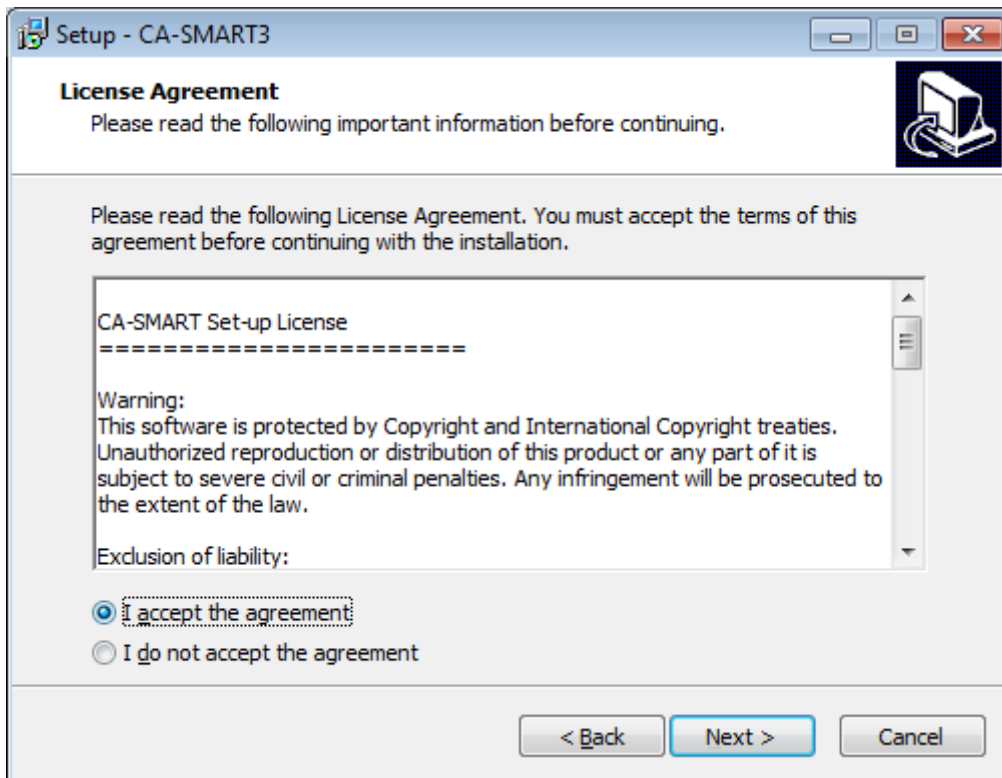 Setup - CA-SMART3
License Agreement
Please read the following important information before continuing.
Please read the following License Agreement. You must accept the terms of this
agreement before continuing with the installation.
CA-SMART Set-up License
=======================
Warning:
This software is protected by Copyright and International Copyright treaties.
Unauthorized reproduction or distribution of this product or any part of it is
subject to severe civil or criminal penalties. Any infringement will be prosecuted to
the extent of the law.
Exclusion of liability:
I accept the agreement
I do not accept the agreement
< Back
Next >
Cancel